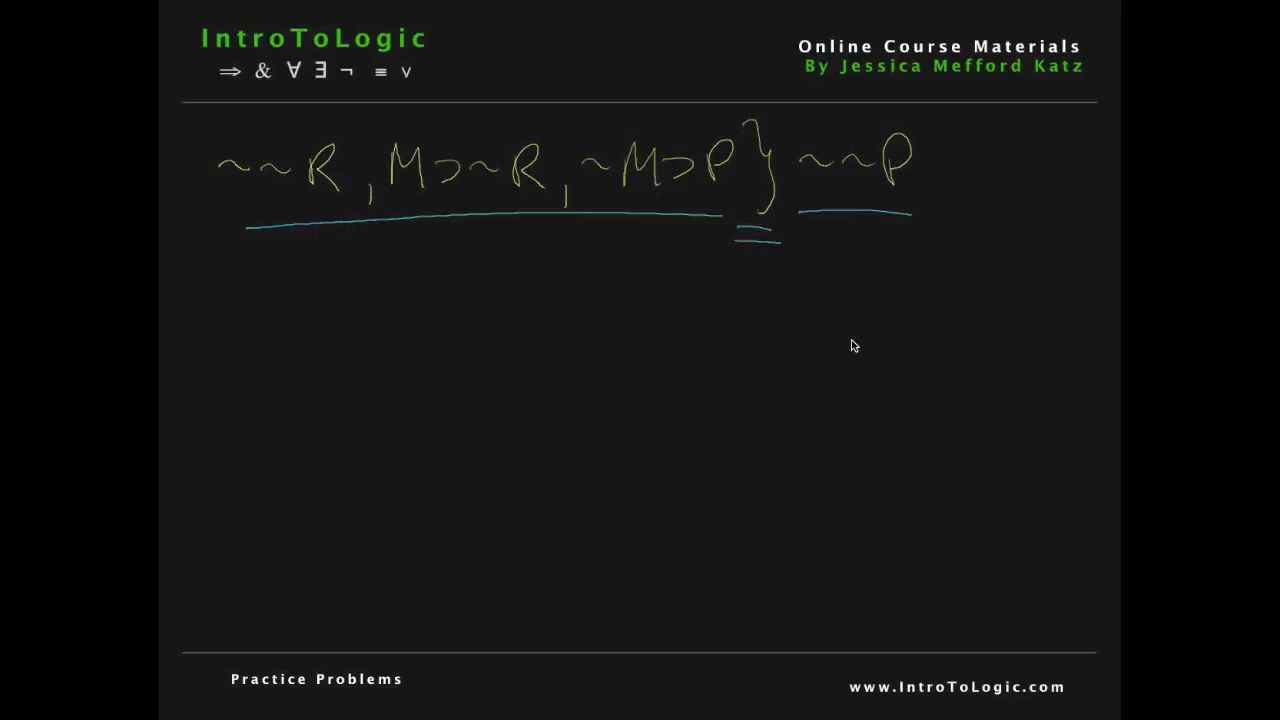 IntroToLogic
⇒ & ∀ ∃ ¬ ≡ ∨
Online Course Materials
By Jessica Mefford Katz
~~R, M⊃~R, ~M⊃P} ~~P
Practice Problems
www.IntroToLogic.com